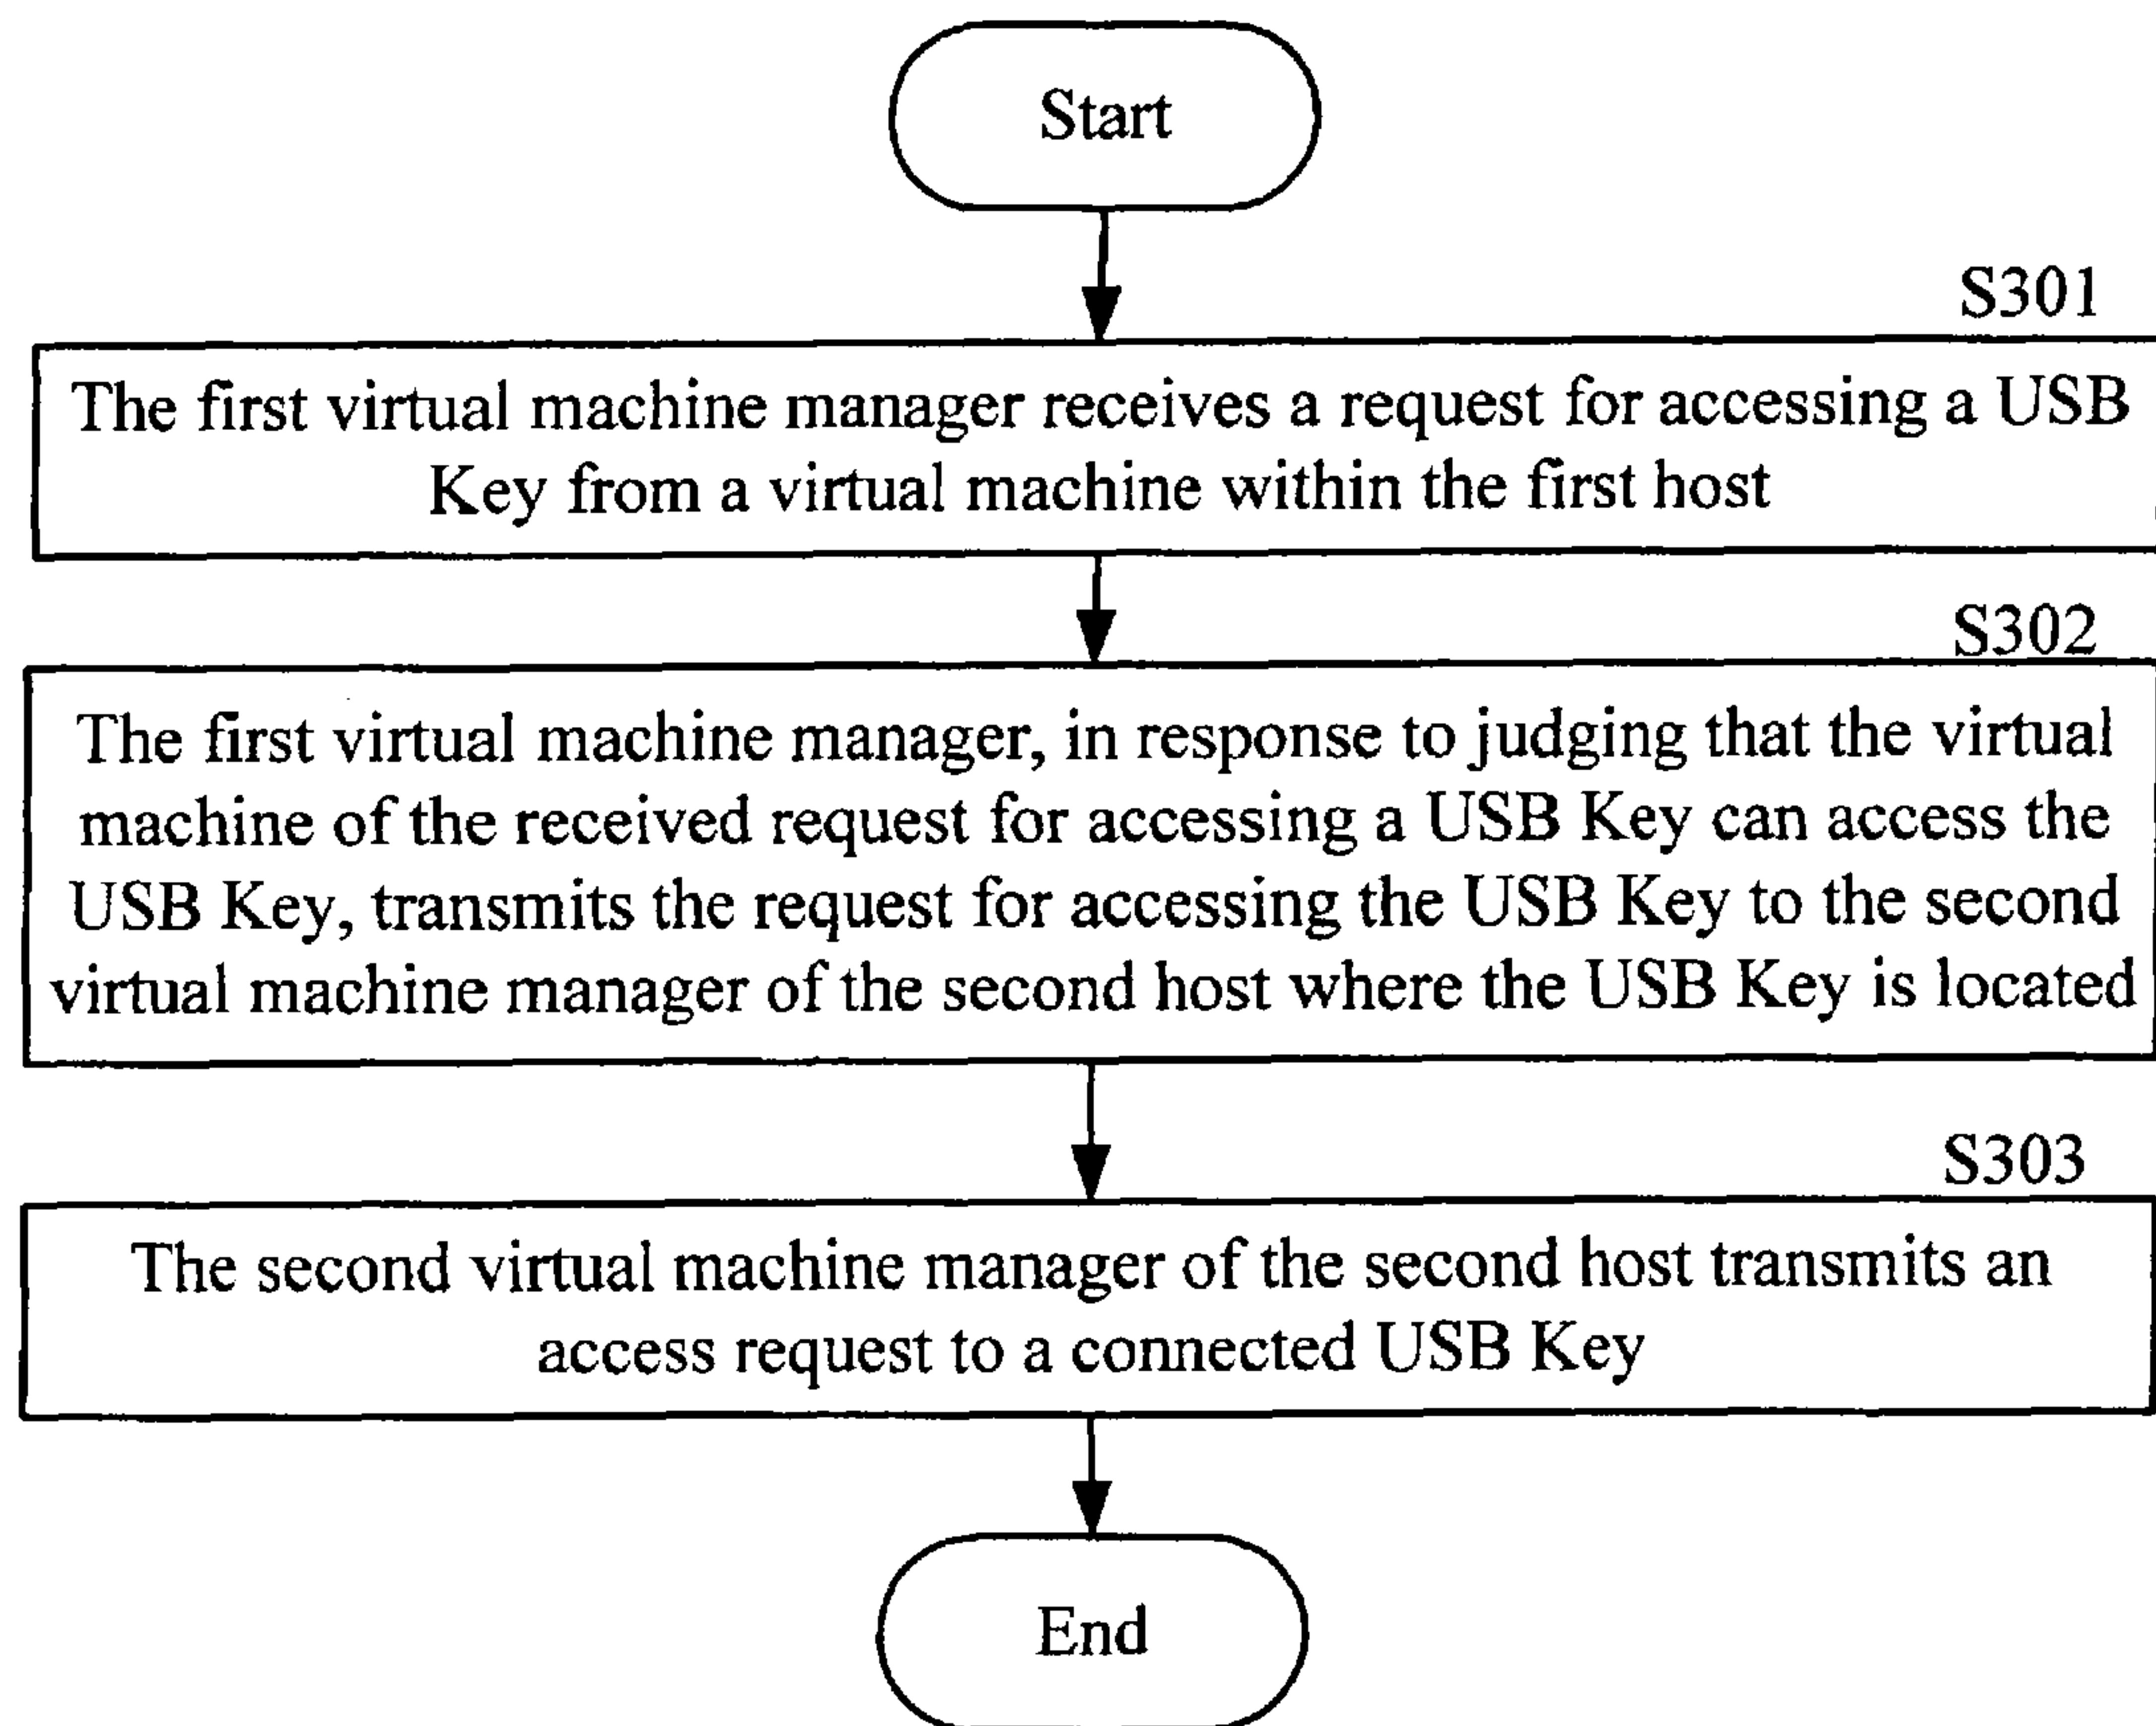 Start
S301
The first virtual machine manager receives a request for accessing a USB
Key from a virtual machine within the first host
S302
The first virtual machine manager, in response to judging that the virtual
machine of the received request for accessing a USB Key can access the
USB Key, transmits the request for accessing the USB Key to the second
virtual machine manager of the second host where the USB Key is located
S303
The second virtual machine manager of the second host transmits an
access request to a connected USB Key
End